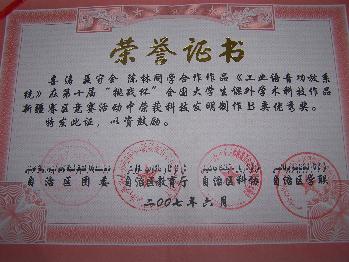 荣誉证书
喜洁 聂守会 陈林同学合作作品《工业语音功放系
统》在第十届“挑战杯”全国大学生课外学术科技作品
新疆赛区竞赛活动中荣获科技发明制作B类优秀奖。
特发此证，以资鼓励。
自治区团委 自治区教育厅 自治区科协 自治区学联
二〇〇七年六月